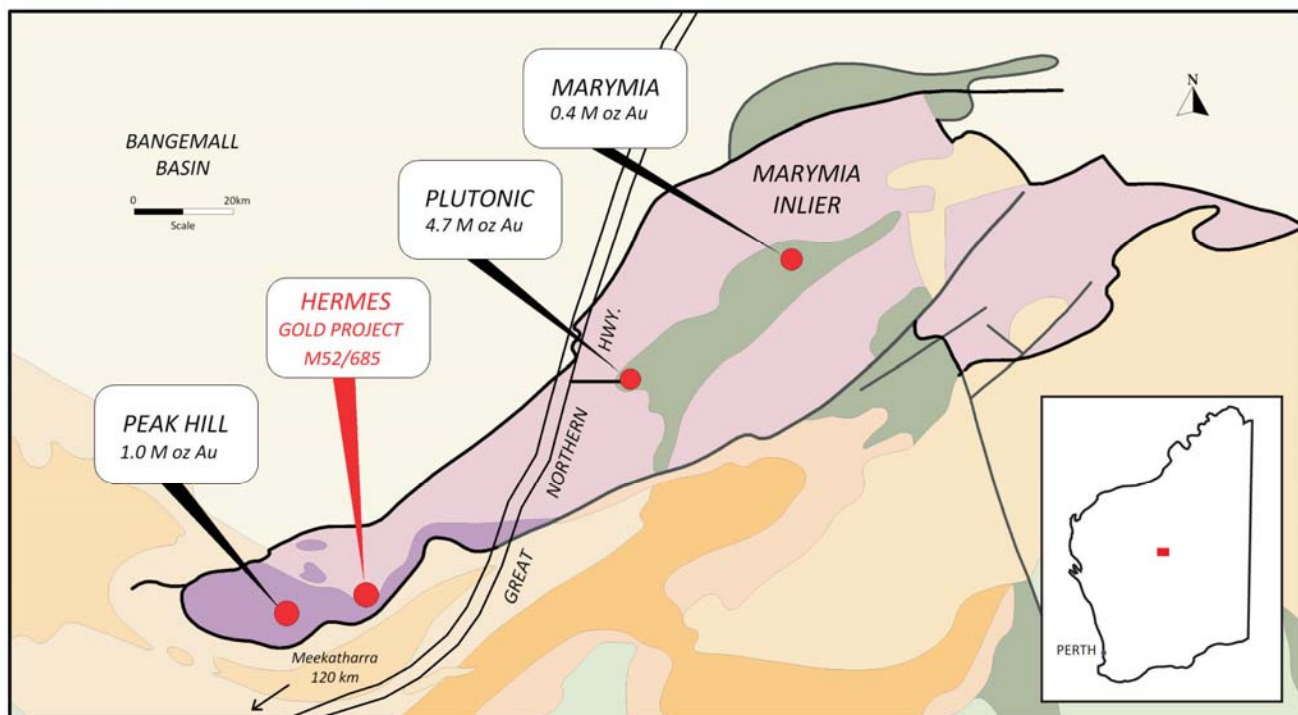 MARYMIA
0.4 M oz Au
N
BANGEMALL
BASIN
0 20km
Scale
MARYMIA
INLIER
PLUTONIC
4.7 M oz Au
HERMES
GOLD PROJECT
M52/685
PEAK HILL
1.0 M oz Au
GREAT NORTHERN HWY.
Meekatharra
120 km
PERTH